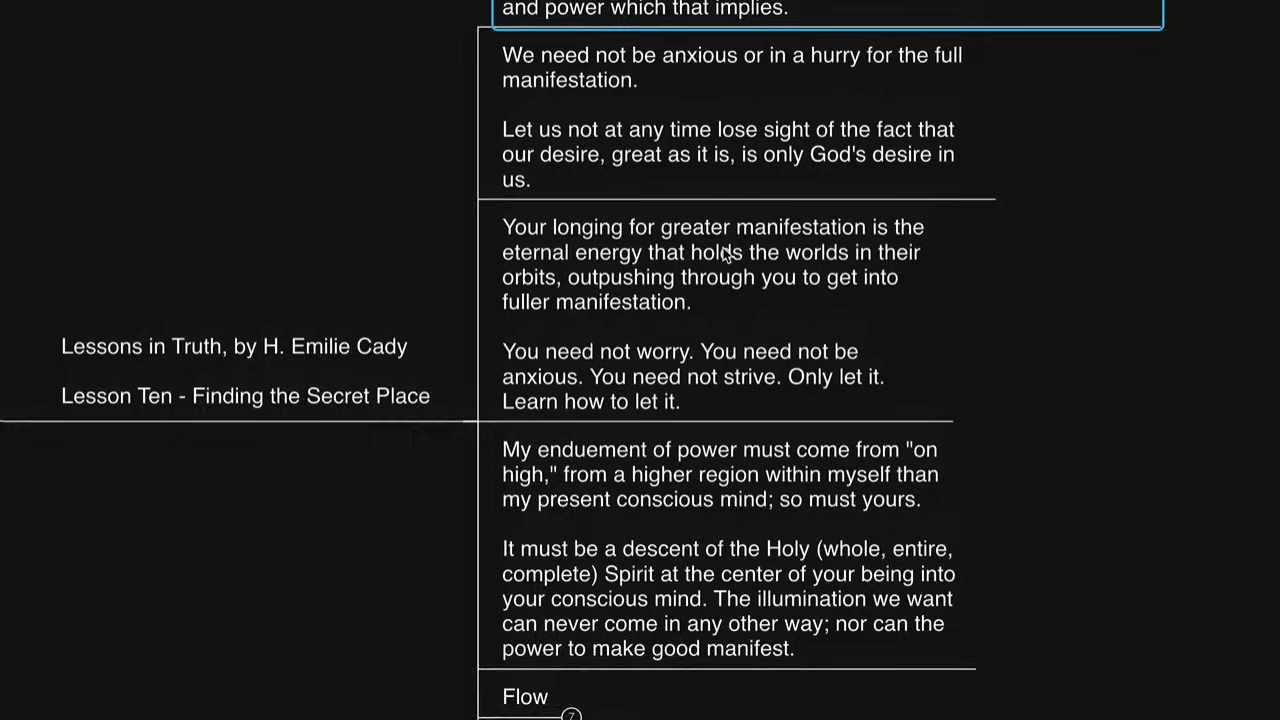 and power which that implies.
We need not be anxious or in a hurry for the full
manifestation.
Let us not at any time lose sight of the fact that
our desire, great as it is, is only God's desire in
us.
Your longing for greater manifestation is the
eternal energy that holds the worlds in their
orbits, outpushing through you to get into
fuller manifestation.
You need not worry. You need not be
anxious. You need not strive. Only let it.
Learn how to let it.
Lessons in Truth, by H. Emilie Cady
Lesson Ten - Finding the Secret Place
My enduement of power must come from "on
high," from a higher region within myself than
my present conscious mind; so must yours.
It must be a descent of the Holy (whole, entire,
complete) Spirit at the center of your being into
your conscious mind. The illumination we want
can never come in any other way; nor can the
power to make good manifest.
Flow
7